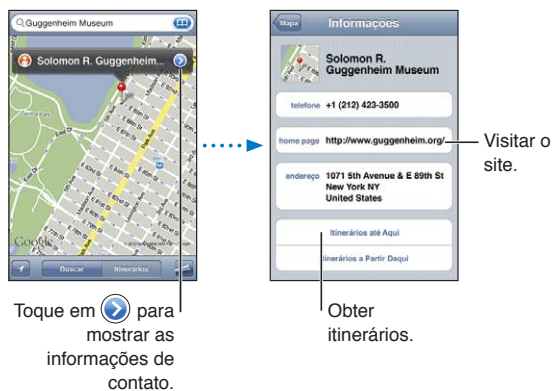 Guggenheim Museum
Solomon R. Guggenheim...
Google
Buscar
Itinerários
Toque em para
mostrar as
informações de
contato.
Mapa
Informações
Solomon R.
Guggenheim Museum
telefone +1 (212) 423-3500
home page http://www.guggenheim.org/
Visitar o
site.
endereço 1071 5th Avenue & E 89th St
New York NY
United States
Itinerários até Aqui
Itinerários a Partir Daqui
Obter
itinerários.